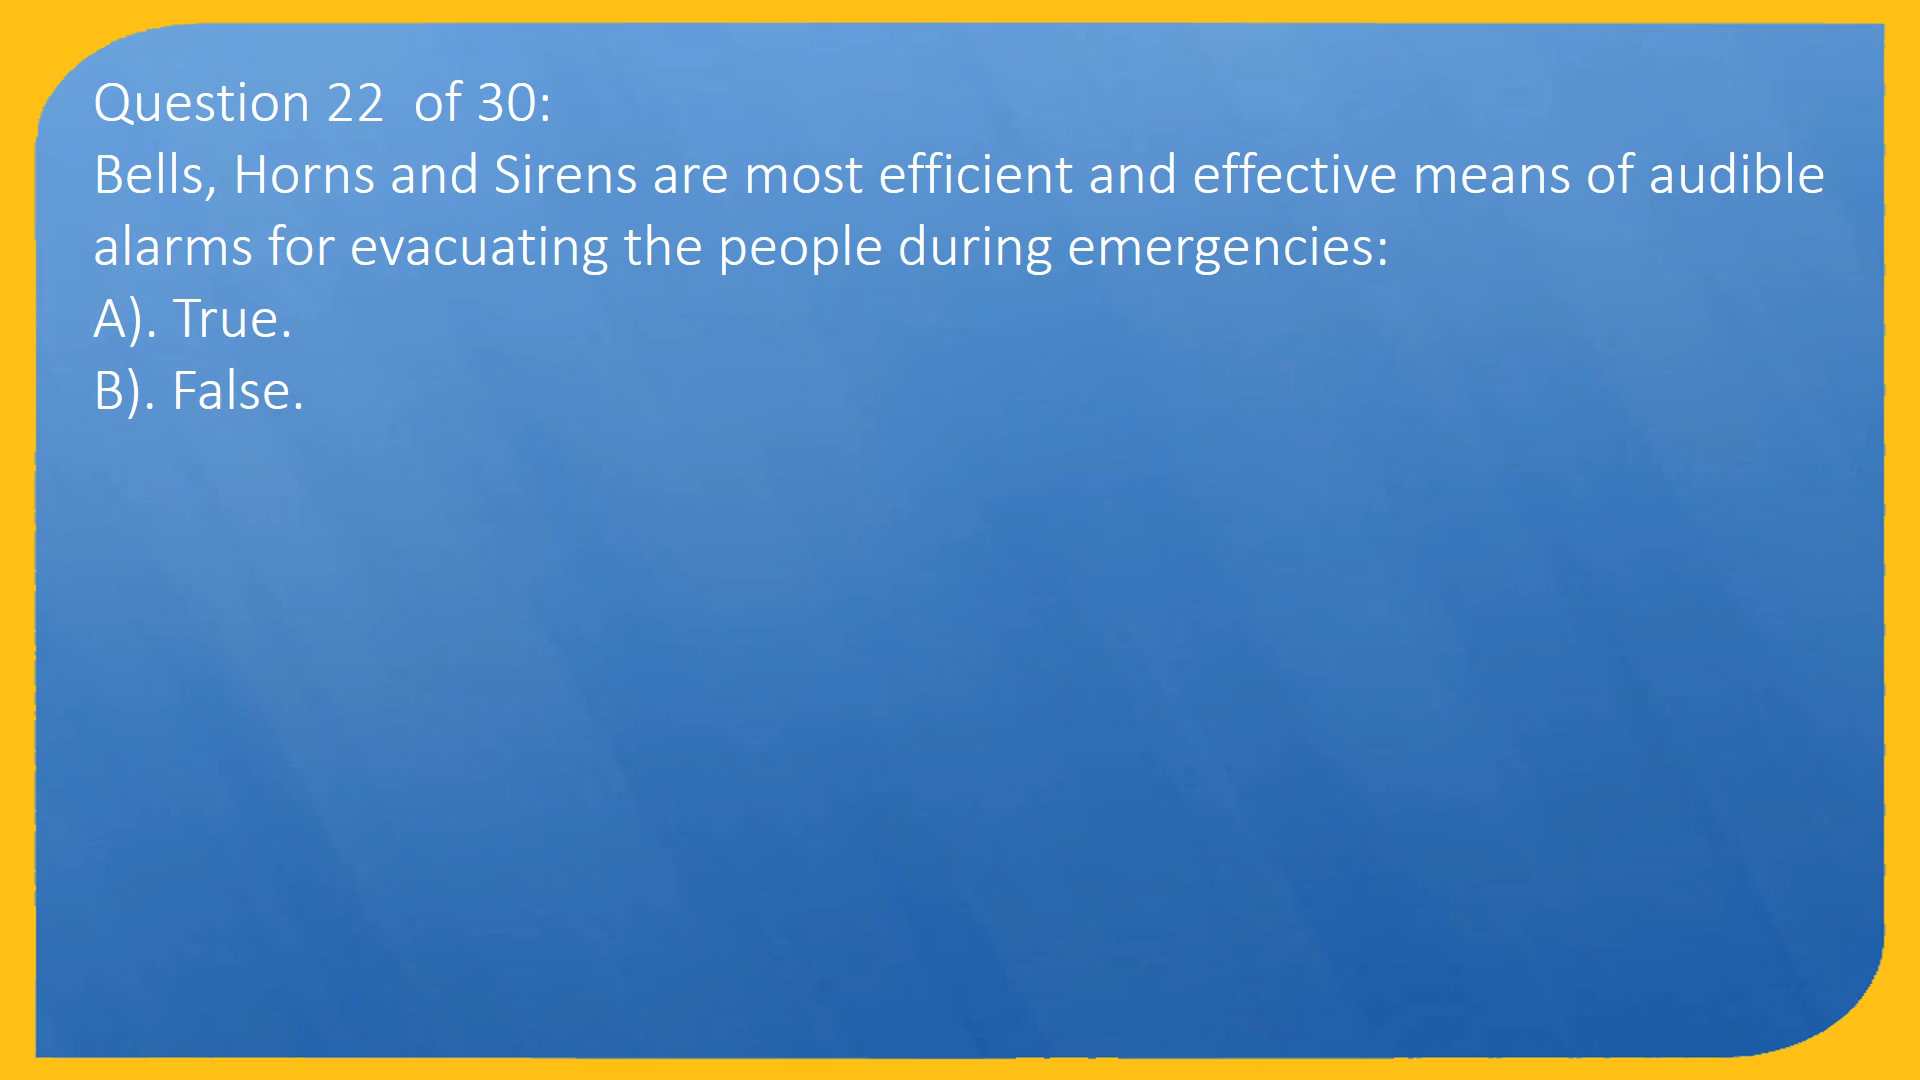 Question 22  of 30:
Bells, Horns and Sirens are most efficient and effective means of audible
alarms for evacuating the people during emergencies:
A). True.
B). False.